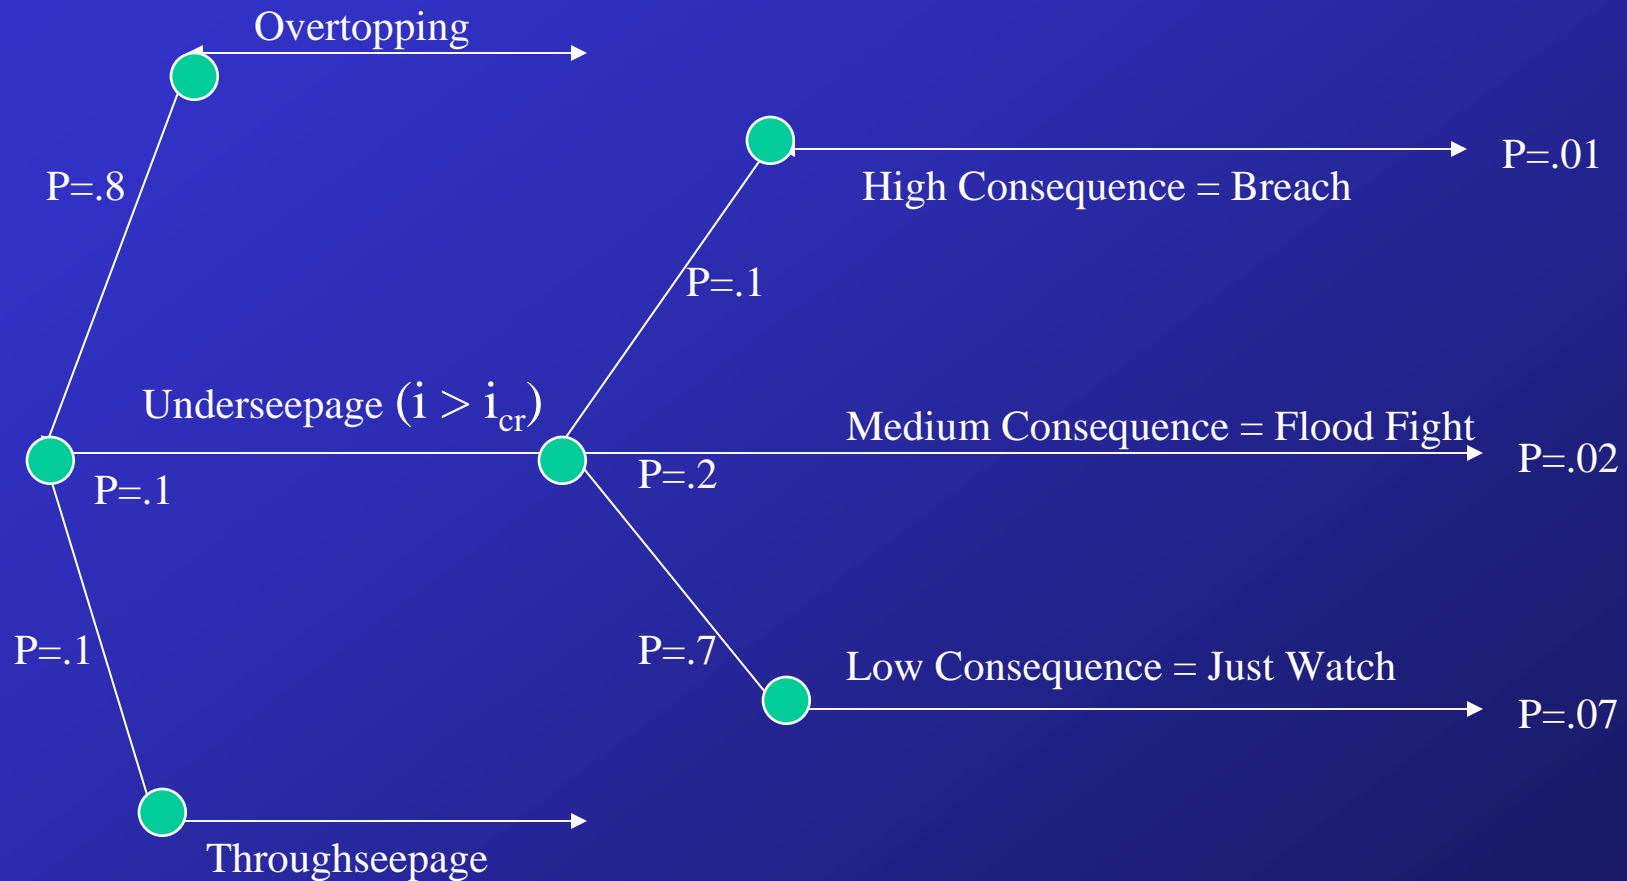 Overtopping
P=.8
P=.01
High Consequence = Breach
P=.1
Underseepage (i > i_cr)
Medium Consequence = Flood Fight
P=.02
P=.1
P=.2
P=.1
P=.7
Low Consequence = Just Watch
P=.07
Throughseepage